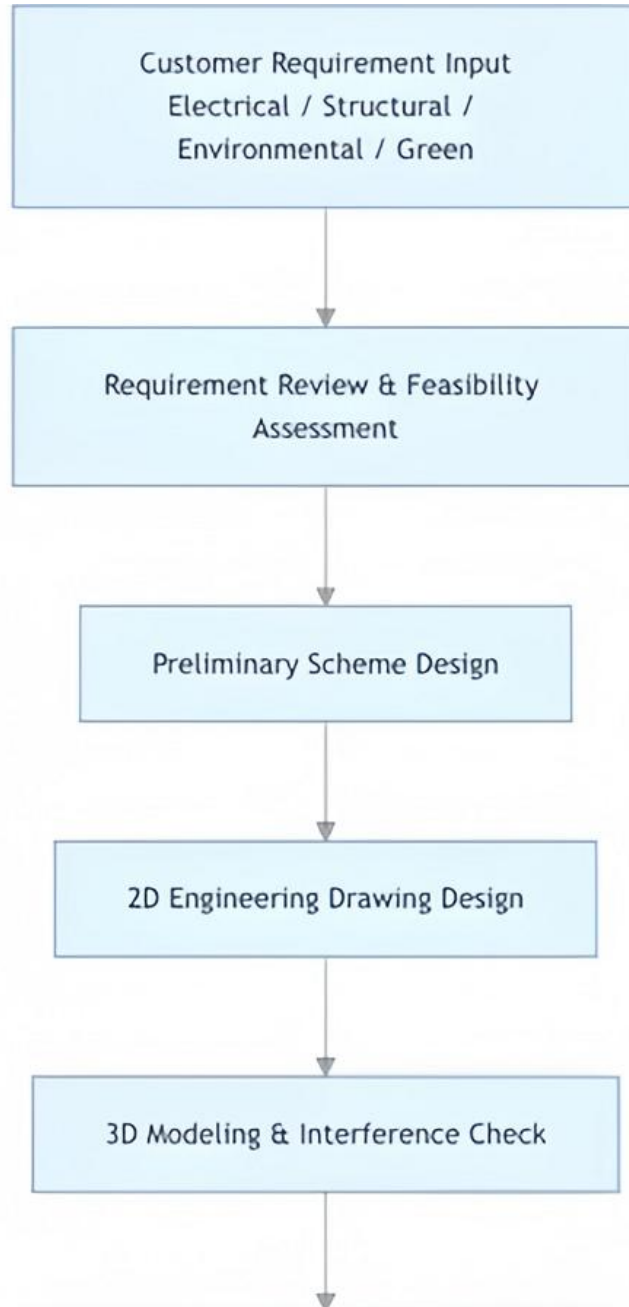 Customer Requirement Input
Electrical / Structural /
Environmental / Green
Requirement Review & Feasibility
Assessment
Preliminary Scheme Design
2D Engineering Drawing Design
3D Modeling & Interference Check